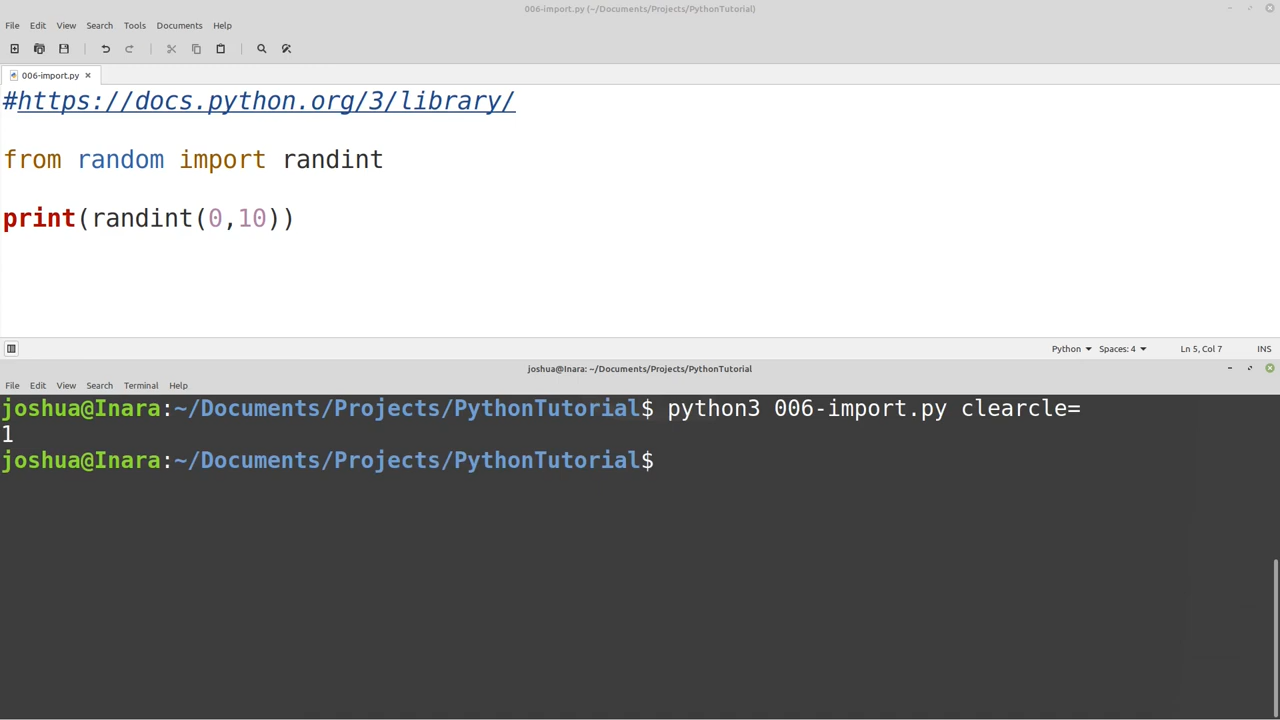 006-import.py (~/Documents/Projects/PythonTutorial)
File Edit View Search Tools Documents Help
006-import.py
#https://docs.python.org/3/library/
from random import randint
print(randint(0,10))
Python Spaces: 4 Ln 5, Col 7 INS
joshua@Inara: ~/Documents/Projects/PythonTutorial
File Edit View Search Terminal Help
joshua@Inara:~/Documents/Projects/PythonTutorial$ python3 006-import.py clearcle=
1
joshua@Inara:~/Documents/Projects/PythonTutorial$